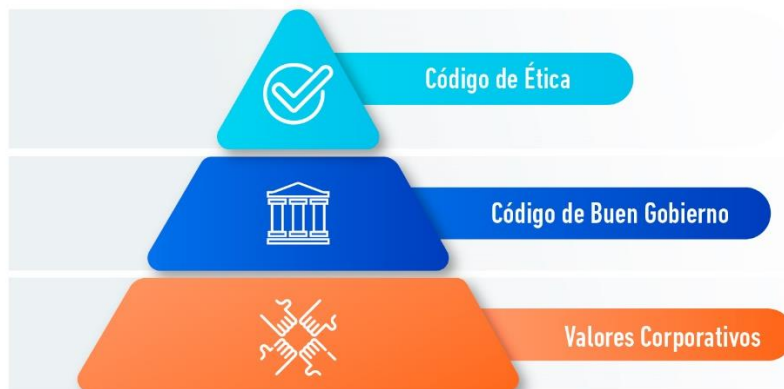 Código de Ética
Código de Buen Gobierno
Valores Corporativos